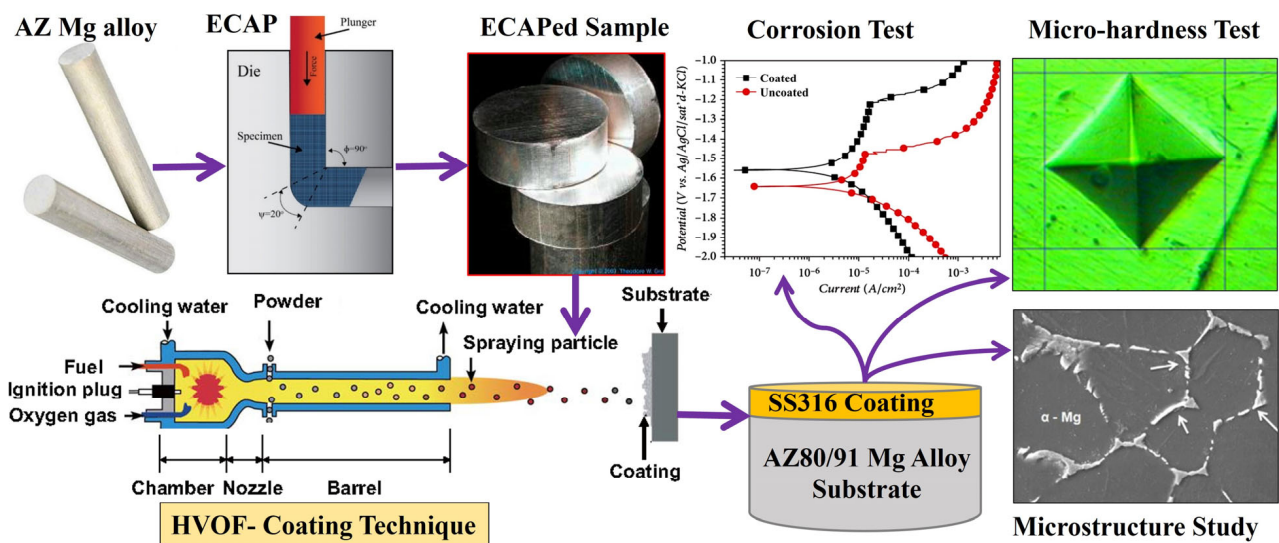 AZ Mg alloy
ECAP
Plunger
Force
Die
Specimen
ϕ=90°
ψ=20°
ECAPed Sample
Corrosion Test
Coated
Uncoated
Potential (V vs. Ag/AgCl/sat'd-KCl)
-1.0
-1.1
-1.2
-1.3
-1.4
-1.5
-1.6
-1.7
-1.8
-1.9
-2.0
10⁻⁷
10⁻⁶
10⁻⁵
10⁻⁴
10⁻³
Current (A/cm²)
Micro-hardness Test
Cooling water
Powder
Cooling water
Substrate
Spraying particle
Fuel
Ignition plug
Oxygen gas
Coating
Chamber
Nozzle
Barrel
HVOF- Coating Technique
SS316 Coating
AZ80/91 Mg Alloy
Substrate
α - Mg
Microstructure Study